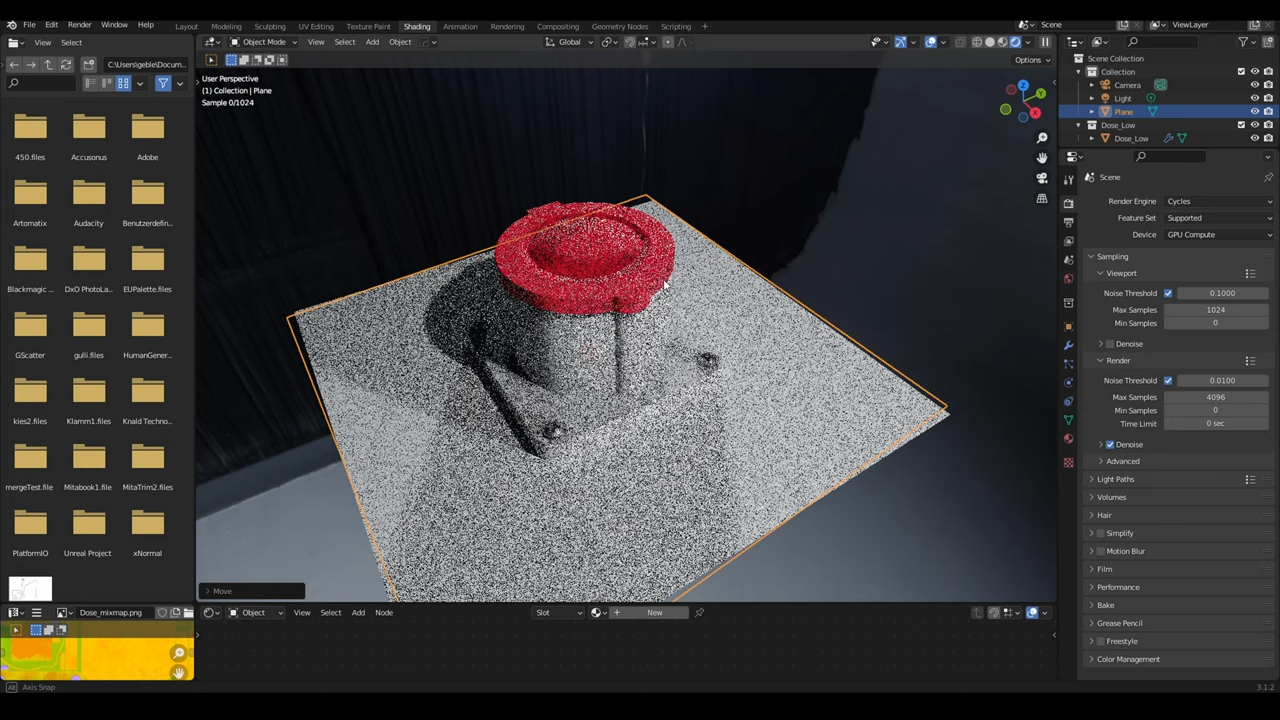 File Edit Render Window Help
Layout Modeling Sculpting UV Editing Texture Paint Shading Animation Rendering Compositing Geometry Nodes Scripting +
Scene
ViewLayer
View Select
Object Mode View Select Add Object
Global
C:\Users\geble\Docum...
Options
User Perspective
(1) Collection | Plane
Sample 0/1024
450.files Accusonus Adobe
Artomatix Audacity Benutzerdefin...
Blackmagic ... DxO PhotoLa... EUPalette.files
GScatter gulli.files HumanGener...
kies2.files Klamm1.files Knald Techno...
mergeTest.file Mitabook1.file MitaTrim2.files
PlatformIO Unreal Project xNormal
Z
Y
X
Move
Dose_mixmap.png
Object View Select Add Node
Slot
New
Scene Collection
Collection
Camera
Light
Plane
Dose_Low
Dose_Low
Scene
Render Engine Cycles
Feature Set Supported
Device GPU Compute
Sampling
Viewport
Noise Threshold 0.1000
Max Samples 1024
Min Samples 0
Denoise
Render
Noise Threshold 0.0100
Max Samples 4096
Min Samples 0
Time Limit 0 sec
Denoise
Advanced
Light Paths
Volumes
Hair
Simplify
Motion Blur
Film
Performance
Bake
Grease Pencil
Freestyle
Color Management
Alt Axis Snap
3.1.2